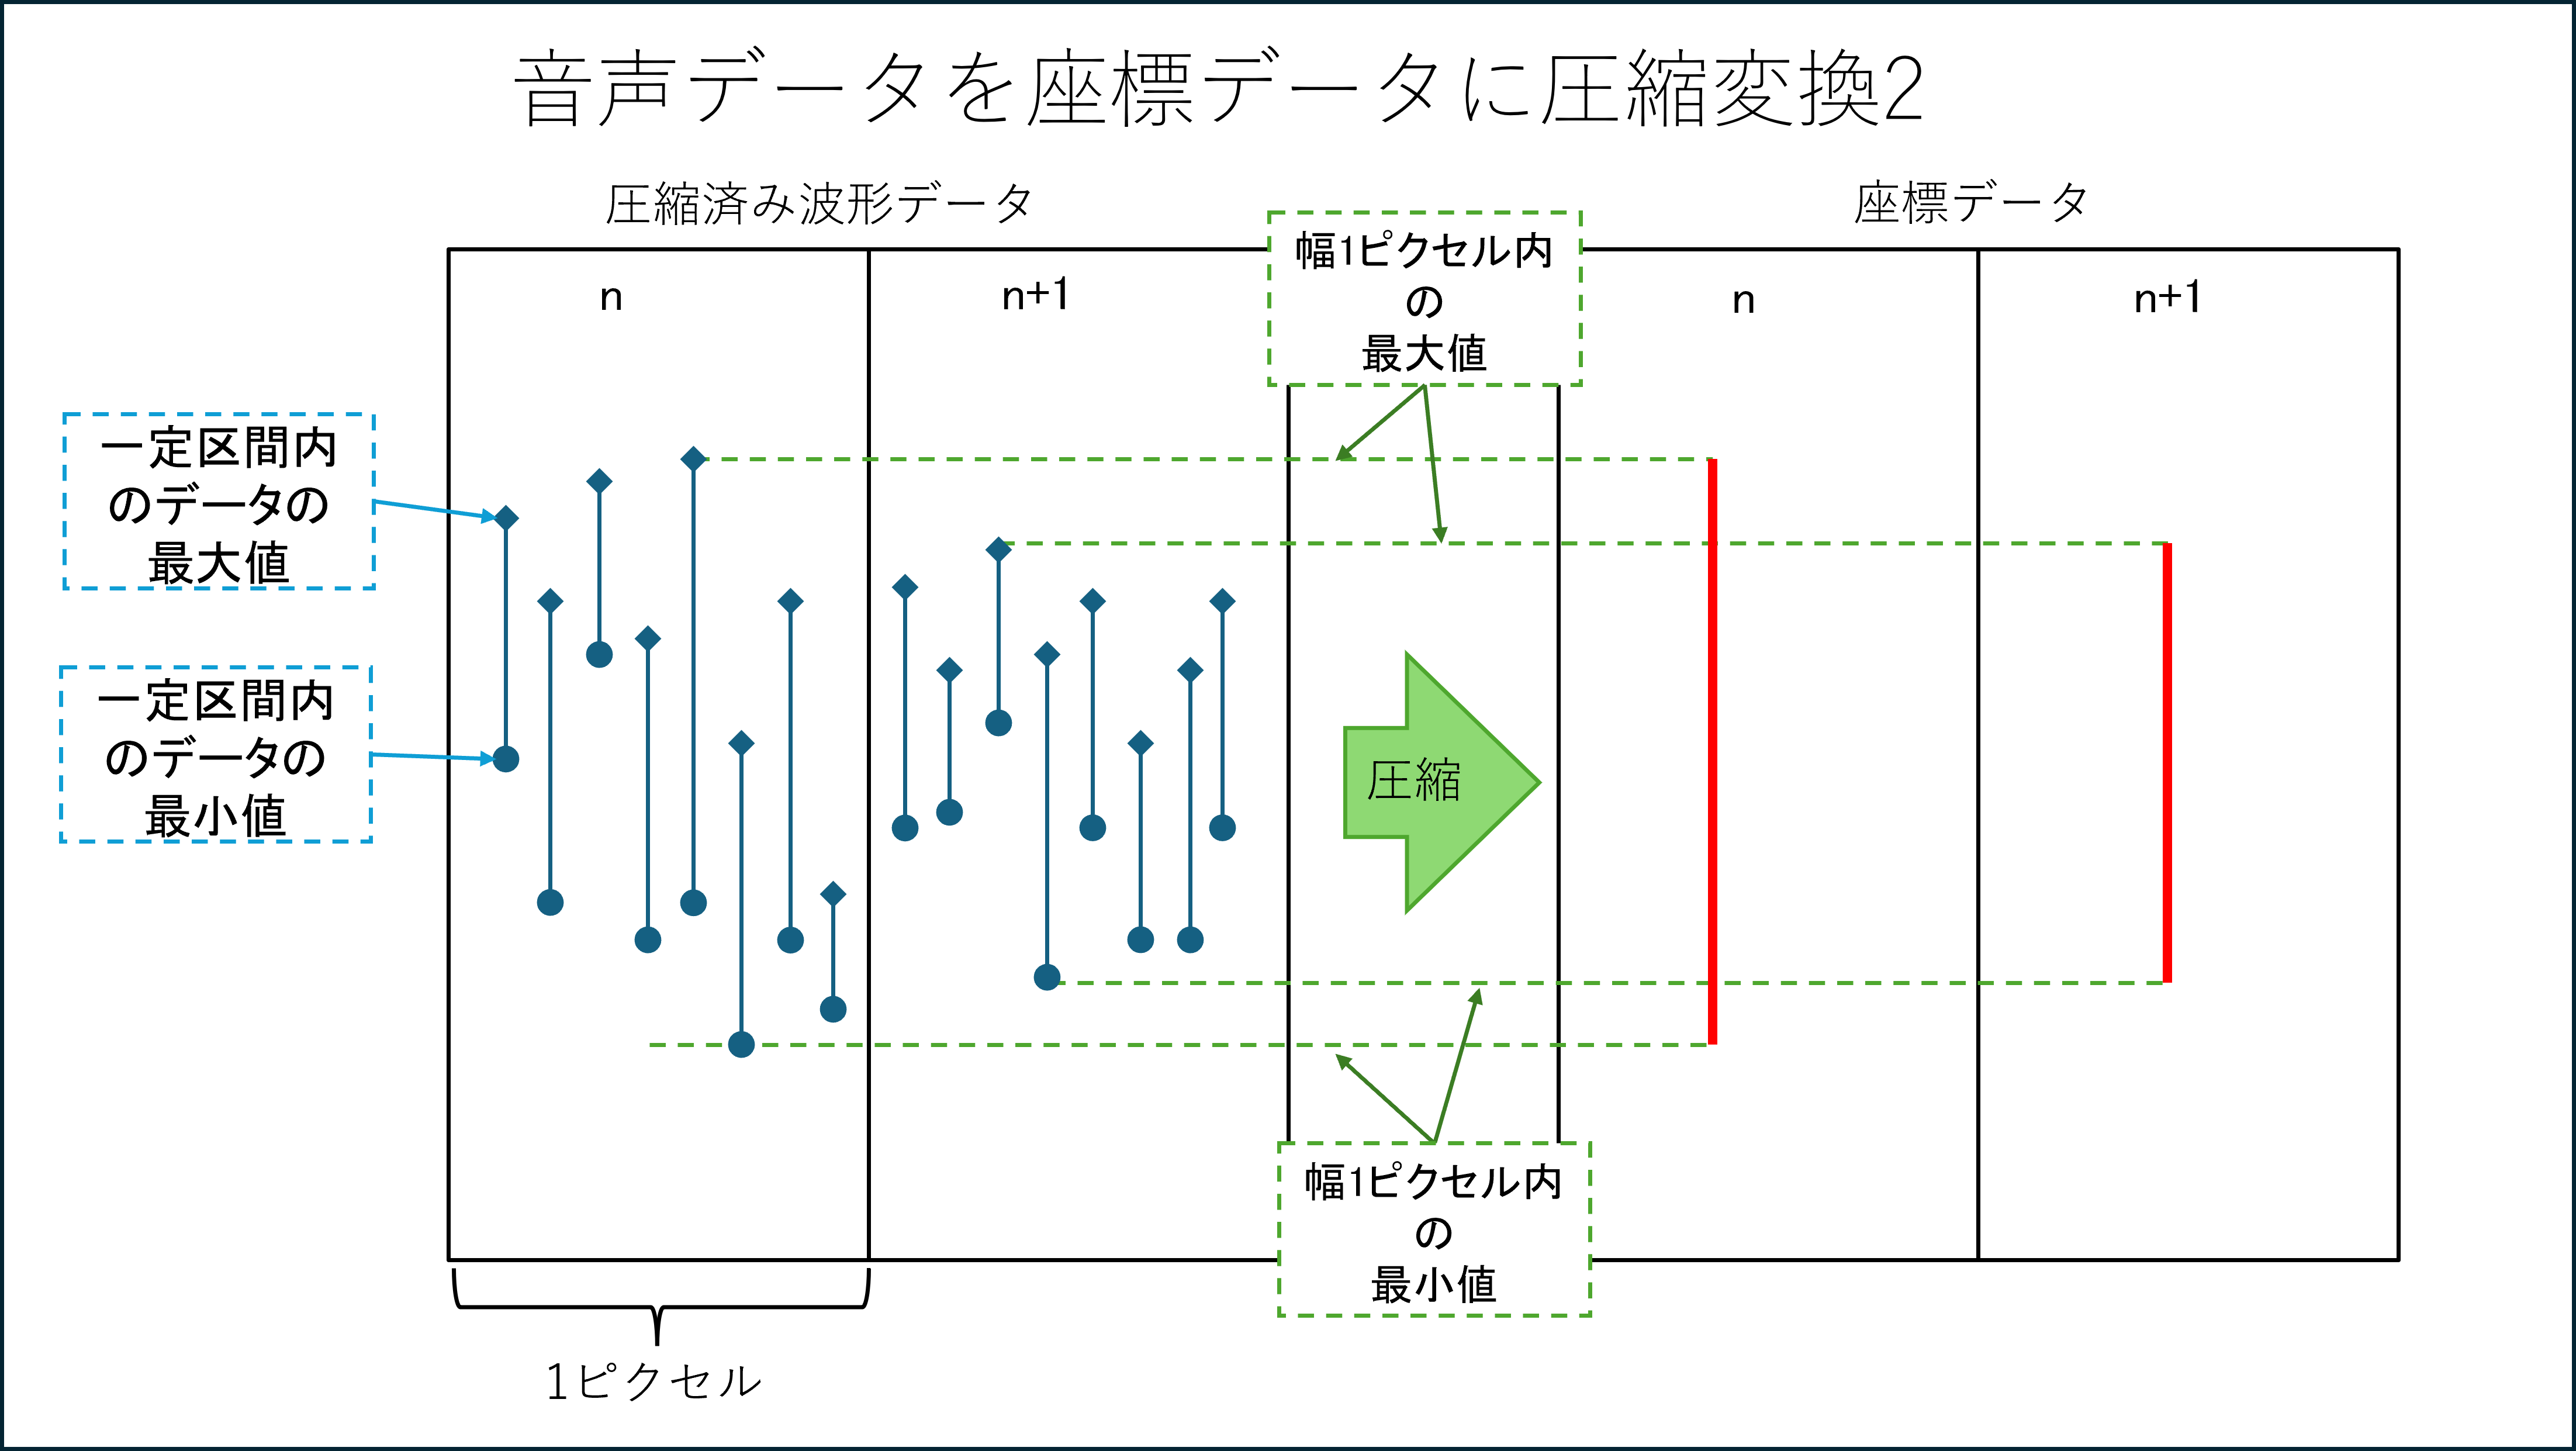 音声データを座標データに圧縮変換2
圧縮済み波形データ
座標データ
n
n+1
幅1ピクセル内
の
最大値
n
n+1
一定区間内
のデータの
最大値
一定区間内
のデータの
最小値
圧縮
幅1ピクセル内
の
最小値
1ピクセル